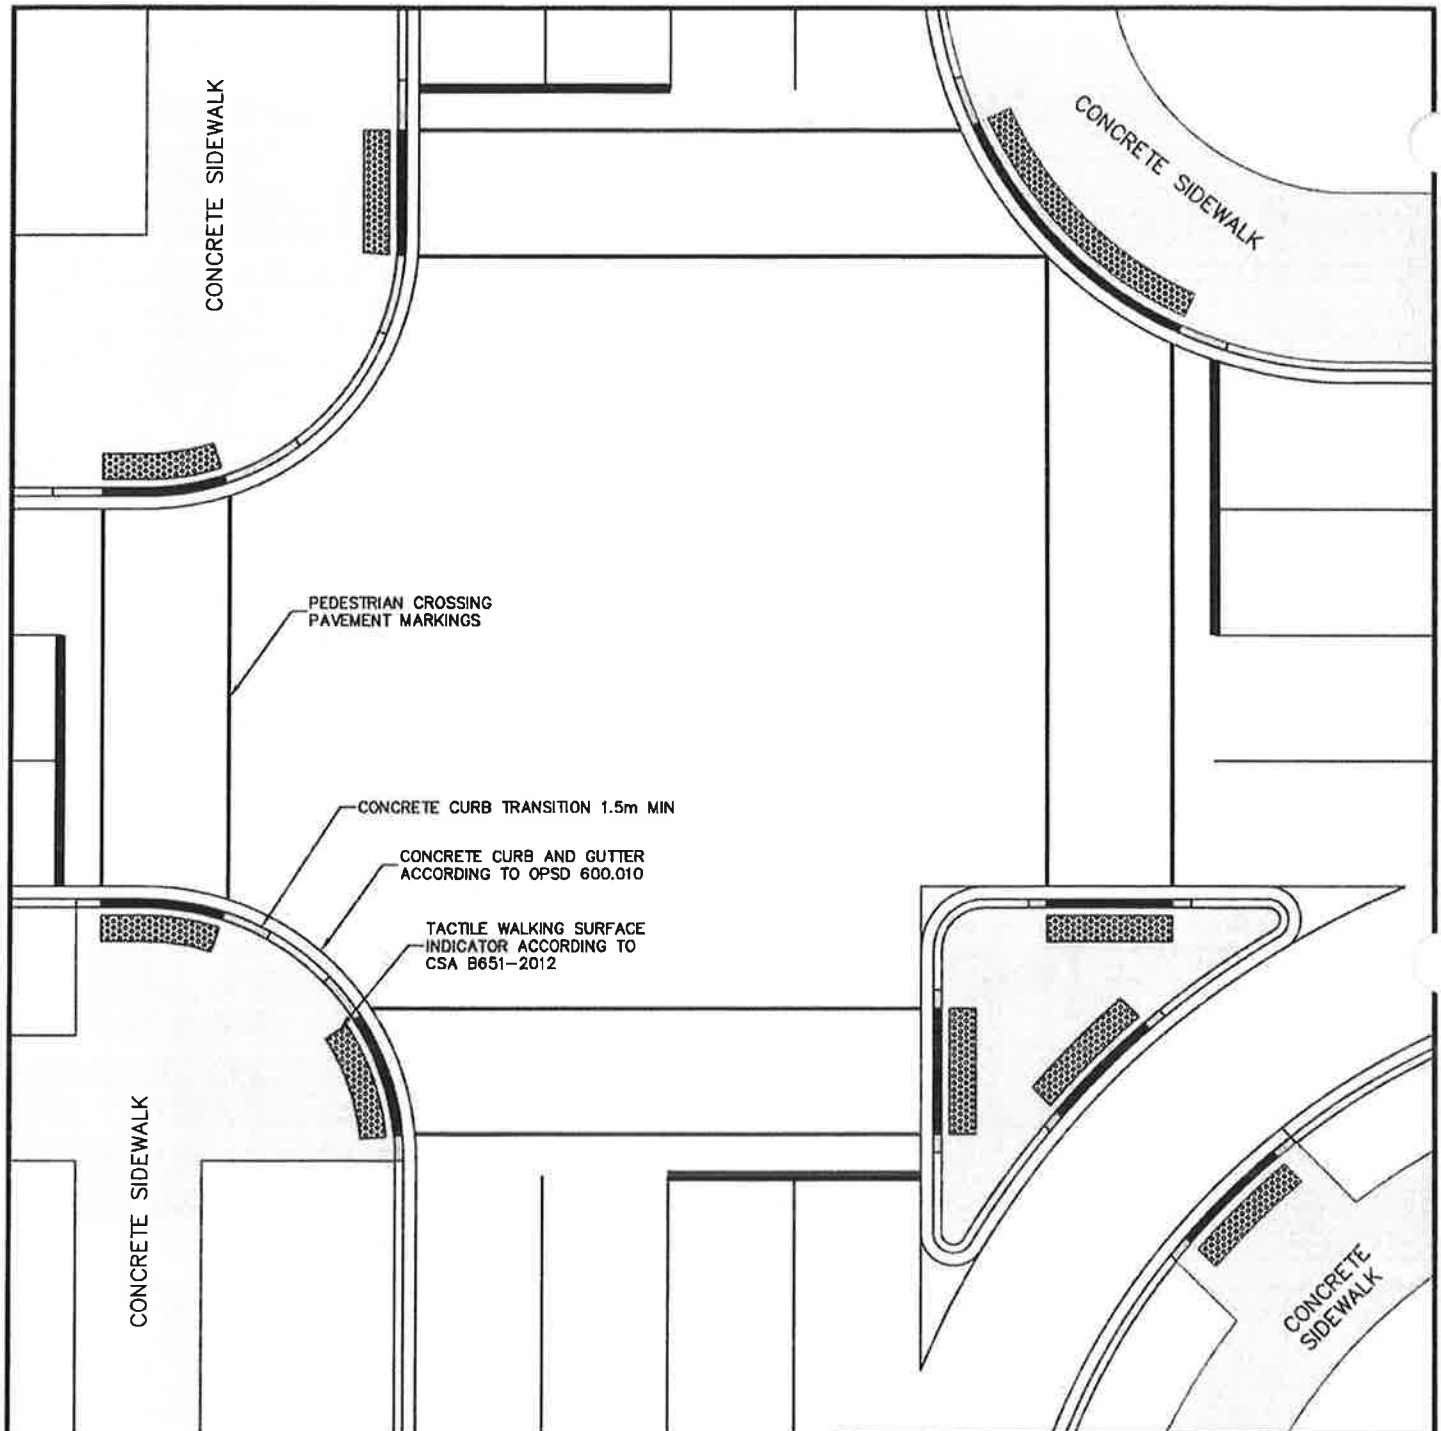 CONCRETE SIDEWALK
CONCRETE SIDEWALK
PEDESTRIAN CROSSING
PAVEMENT MARKINGS
CONCRETE CURB TRANSITION 1.5m MIN
CONCRETE CURB AND GUTTER
ACCORDING TO OPSD 600.010
TACTILE WALKING SURFACE
INDICATOR ACCORDING TO
CSA B651-2012
CONCRETE SIDEWALK
CONCRETE
SIDEWALK